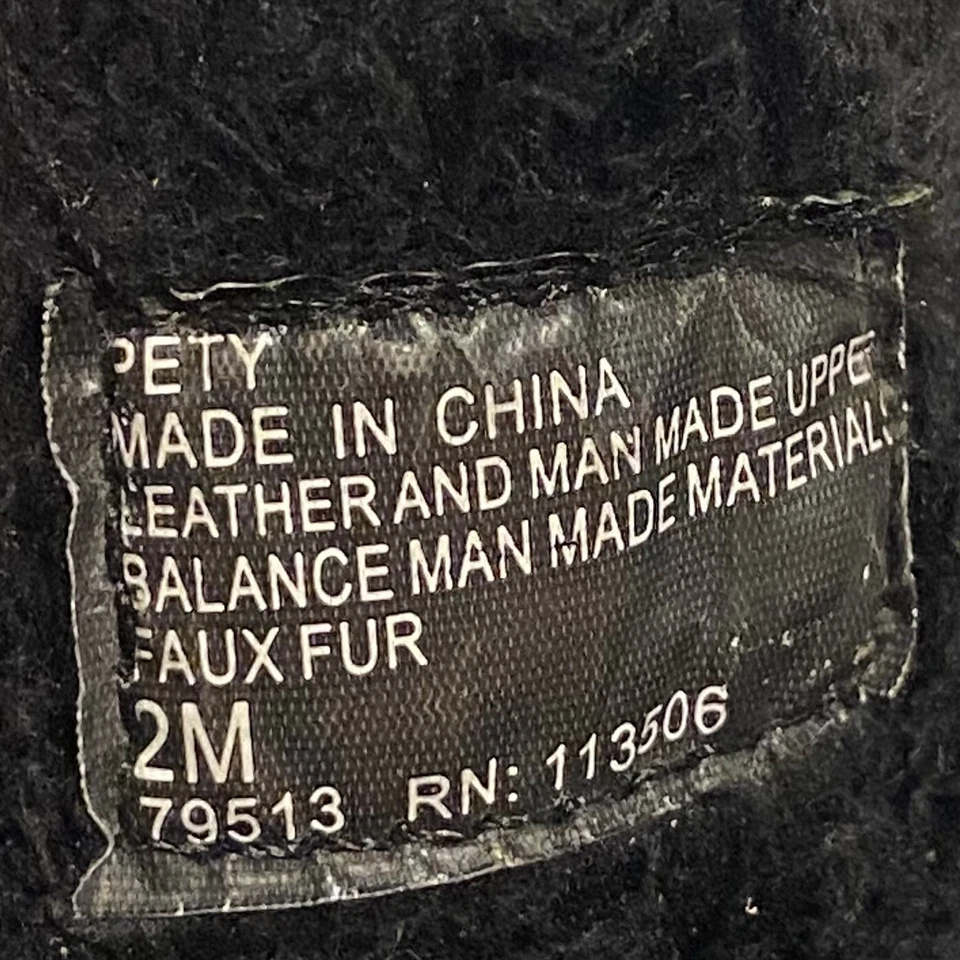 PETY
MADE IN CHINA
LEATHER AND MAN MADE UPPER
BALANCE MAN MADE MATERIALS
FAUX FUR
2M
79513 RN: 113506